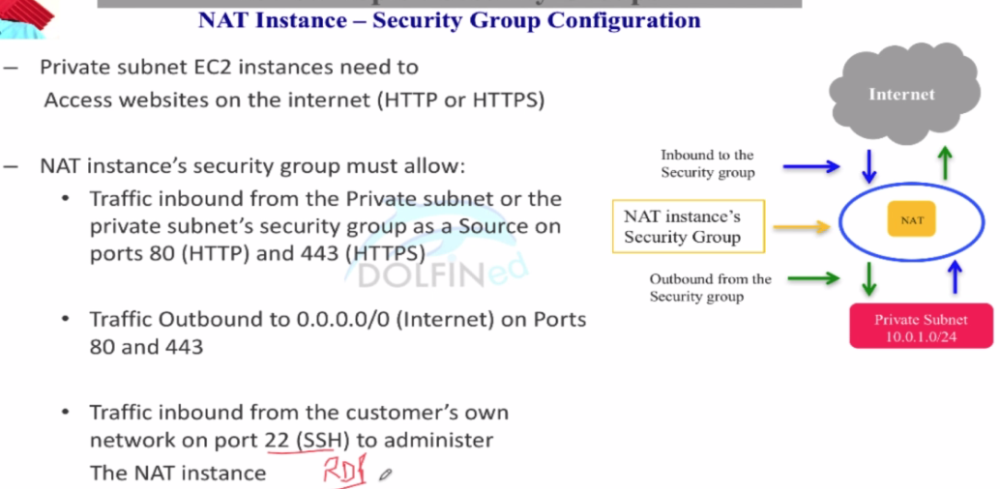 NAT Instance – Security Group Configuration
– Private subnet EC2 instances need to
Access websites on the internet (HTTP or HTTPS)
– NAT instance's security group must allow:
• Traffic inbound from the Private subnet or the
private subnet's security group as a Source on
ports 80 (HTTP) and 443 (HTTPS)
DOLFINed
• Traffic Outbound to 0.0.0.0/0 (Internet) on Ports
80 and 443
• Traffic inbound from the customer's own
network on port 22 (SSH) to administer
The NAT instance
Internet
Inbound to the
Security group
NAT instance's
Security Group
NAT
Outbound from the
Security group
Private Subnet
10.0.1.0/24